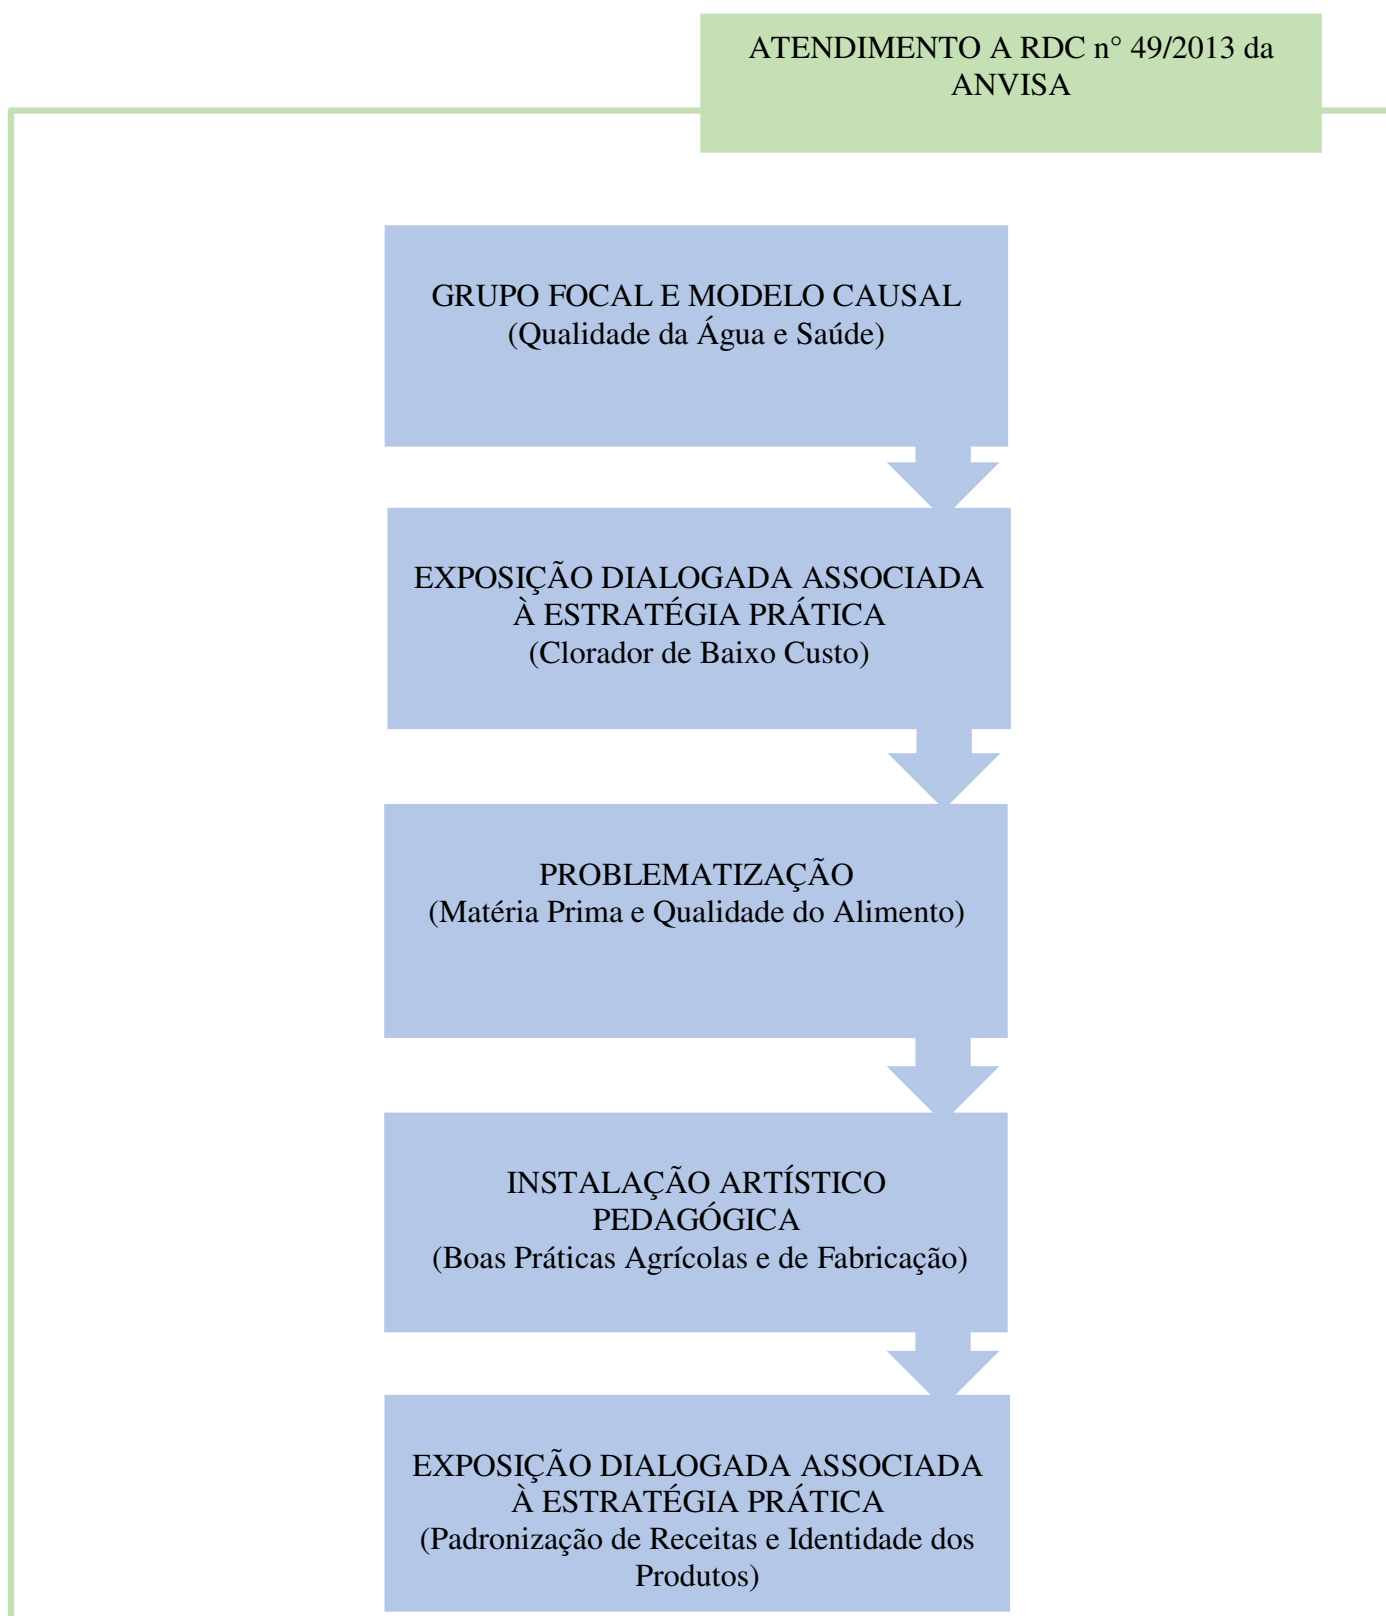 ATENDIMENTO A RDC n° 49/2013 da
ANVISA
GRUPO FOCAL E MODELO CAUSAL
(Qualidade da Água e Saúde)
EXPOSIÇÃO DIALOGADA ASSOCIADA
À ESTRATÉGIA PRÁTICA
(Clorador de Baixo Custo)
PROBLEMATIZAÇÃO
(Matéria Prima e Qualidade do Alimento)
INSTALAÇÃO ARTÍSTICO
PEDAGÓGICA
(Boas Práticas Agrícolas e de Fabricação)
EXPOSIÇÃO DIALOGADA ASSOCIADA
À ESTRATÉGIA PRÁTICA
(Padronização de Receitas e Identidade dos
Produtos)